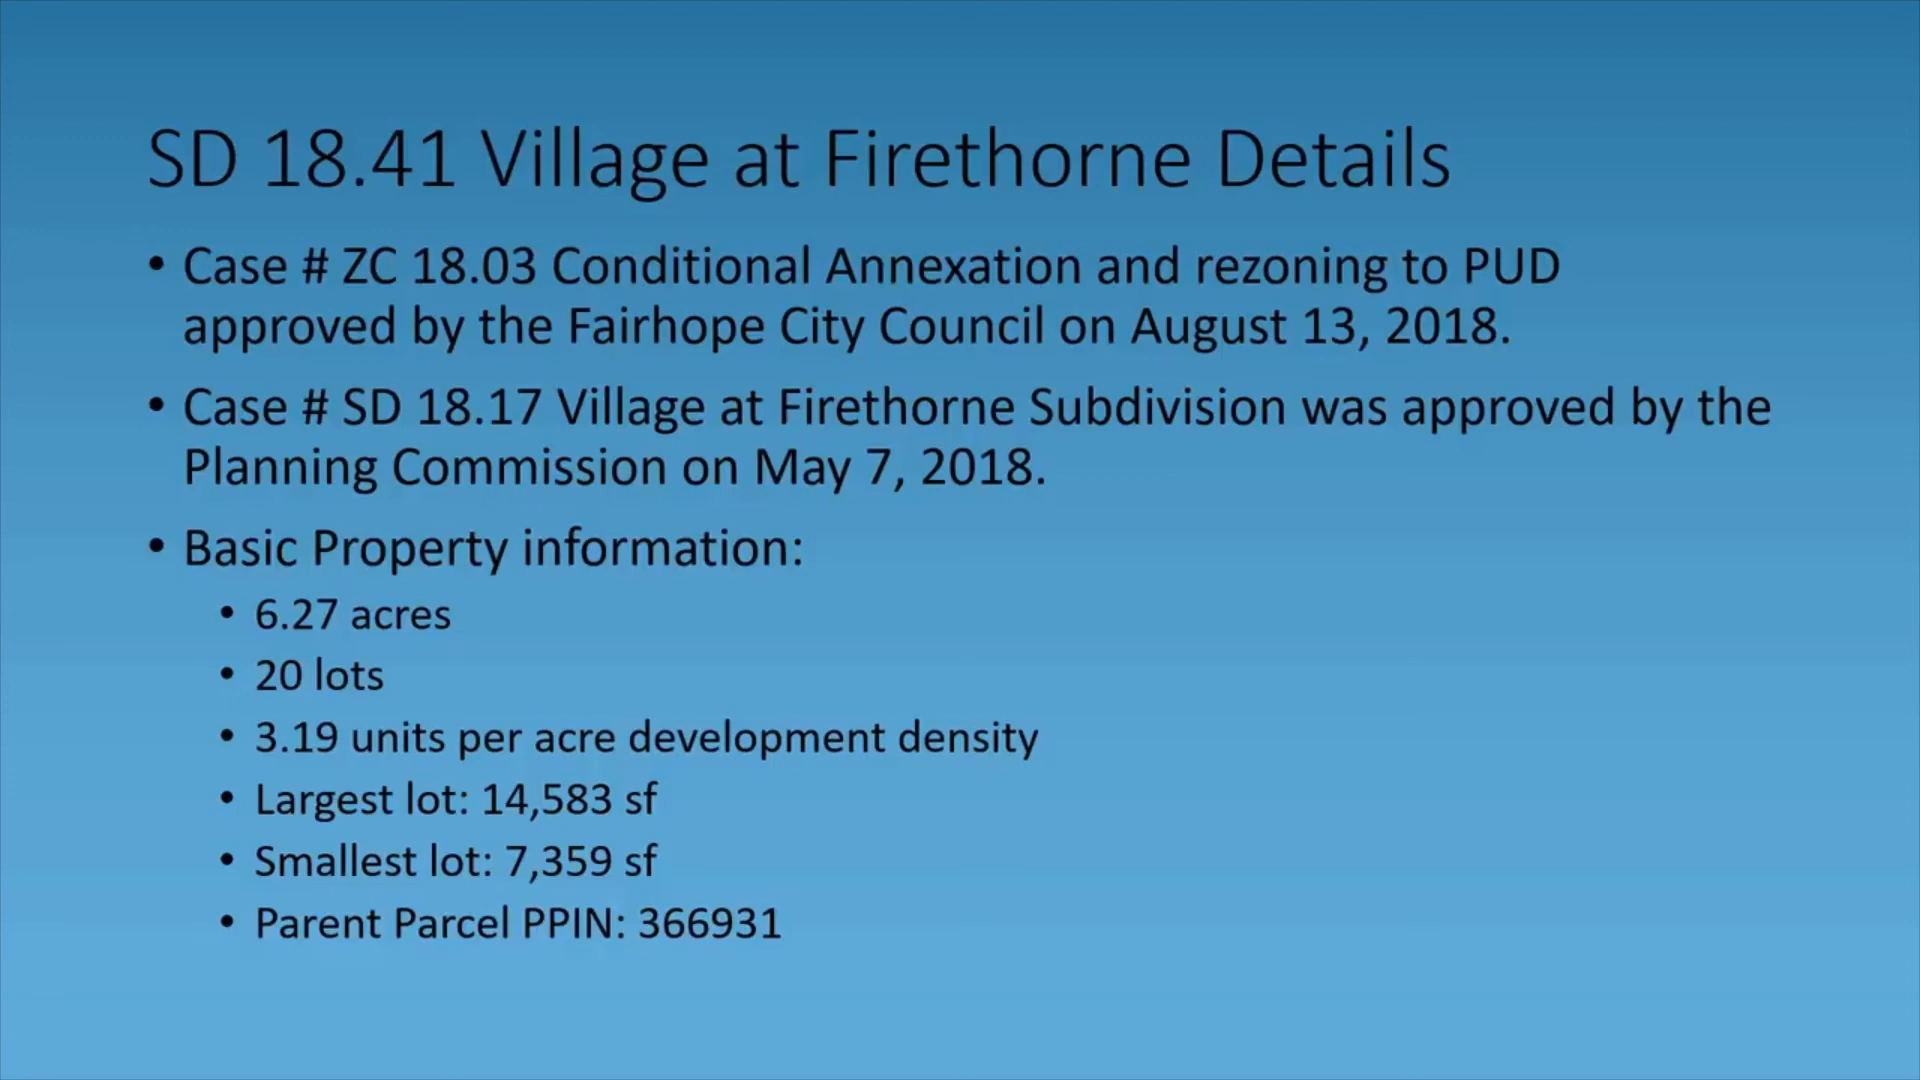 SD 18.41 Village at Firethorne Details
• Case # ZC 18.03 Conditional Annexation and rezoning to PUD
approved by the Fairhope City Council on August 13, 2018.
• Case # SD 18.17 Village at Firethorne Subdivision was approved by the
Planning Commission on May 7, 2018.
• Basic Property information:
• 6.27 acres
• 20 lots
• 3.19 units per acre development density
• Largest lot: 14,583 sf
• Smallest lot: 7,359 sf
• Parent Parcel PPIN: 366931